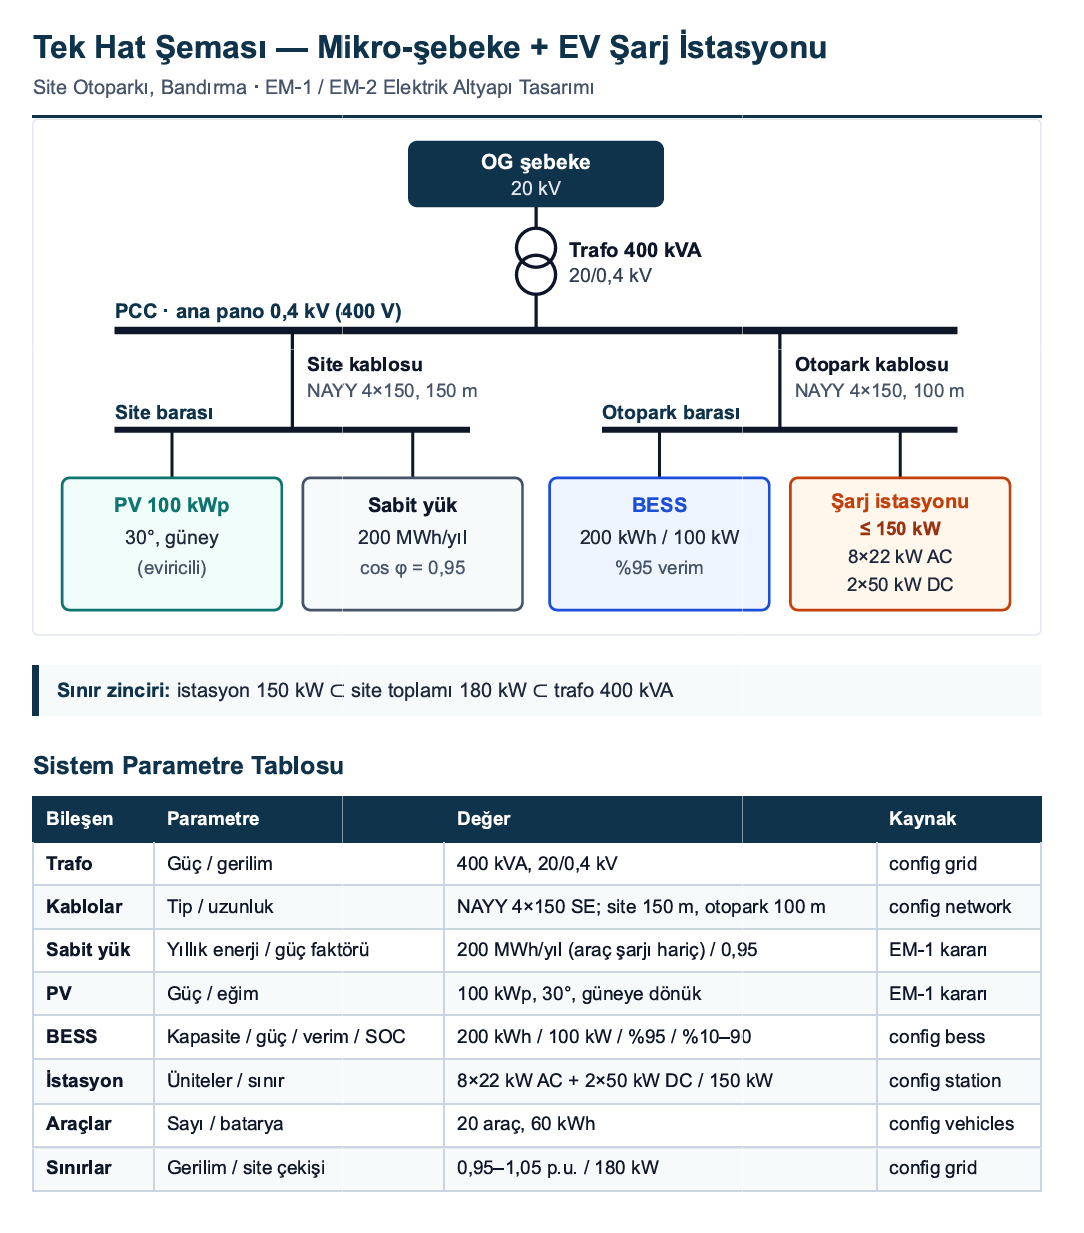 Tek Hat Şeması — Mikro-şebeke + EV Şarj İstasyonu
Site Otoparkı, Bandırma · EM-1 / EM-2 Elektrik Altyapı Tasarımı
OG şebeke
20 kV
Trafo 400 kVA
20/0,4 kV
PCC · ana pano 0,4 kV (400 V)
Site kablosu
NAYY 4×150, 150 m
Otopark kablosu
NAYY 4×150, 100 m
Site barası
Otopark barası
PV 100 kWp
30°, güney
(eviricili)
Sabit yük
200 MWh/yıl
cos φ = 0,95
BESS
200 kWh / 100 kW
%95 verim
Şarj istasyonu
≤ 150 kW
8×22 kW AC
2×50 kW DC
Sınır zinciri: istasyon 150 kW ⊂ site toplamı 180 kW ⊂ trafo 400 kVA
Sistem Parametre Tablosu
Bileşen Parametre Değer Kaynak
Trafo Güç / gerilim 400 kVA, 20/0,4 kV config grid
Kablolar Tip / uzunluk NAYY 4×150 SE; site 150 m, otopark 100 m config network
Sabit yük Yıllık enerji / güç faktörü 200 MWh/yıl (araç şarjı hariç) / 0,95 EM-1 kararı
PV Güç / eğim 100 kWp, 30°, güneye dönük EM-1 kararı
BESS Kapasite / güç / verim / SOC 200 kWh / 100 kW / %95 / %10–90 config bess
İstasyon Üniteler / sınır 8×22 kW AC + 2×50 kW DC / 150 kW config station
Araçlar Sayı / batarya 20 araç, 60 kWh config vehicles
Sınırlar Gerilim / site çekişi 0,95–1,05 p.u. / 180 kW config grid